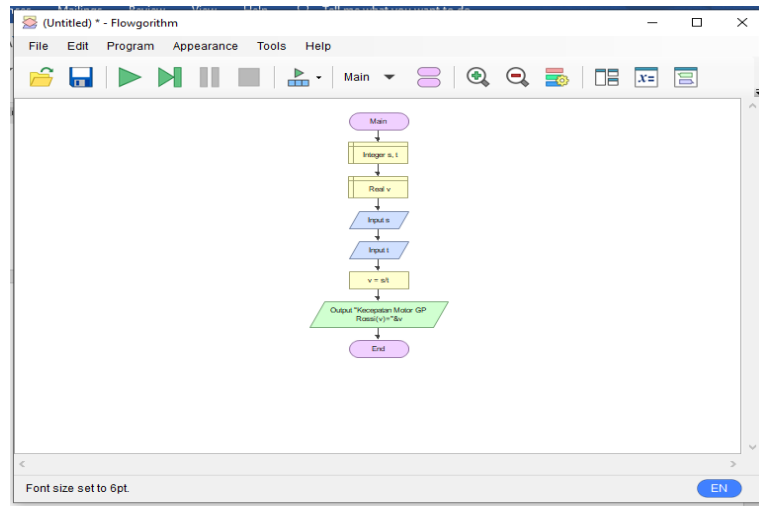 (Untitled) * - Flowgorithm
File Edit Program Appearance Tools Help
Main
x=
Main
Integer s, t
Real v
Input s
Input t
v = s/t
Output "Kecepatan Motor GP
Rossi(v)="&v
End
Font size set to 6pt.
EN